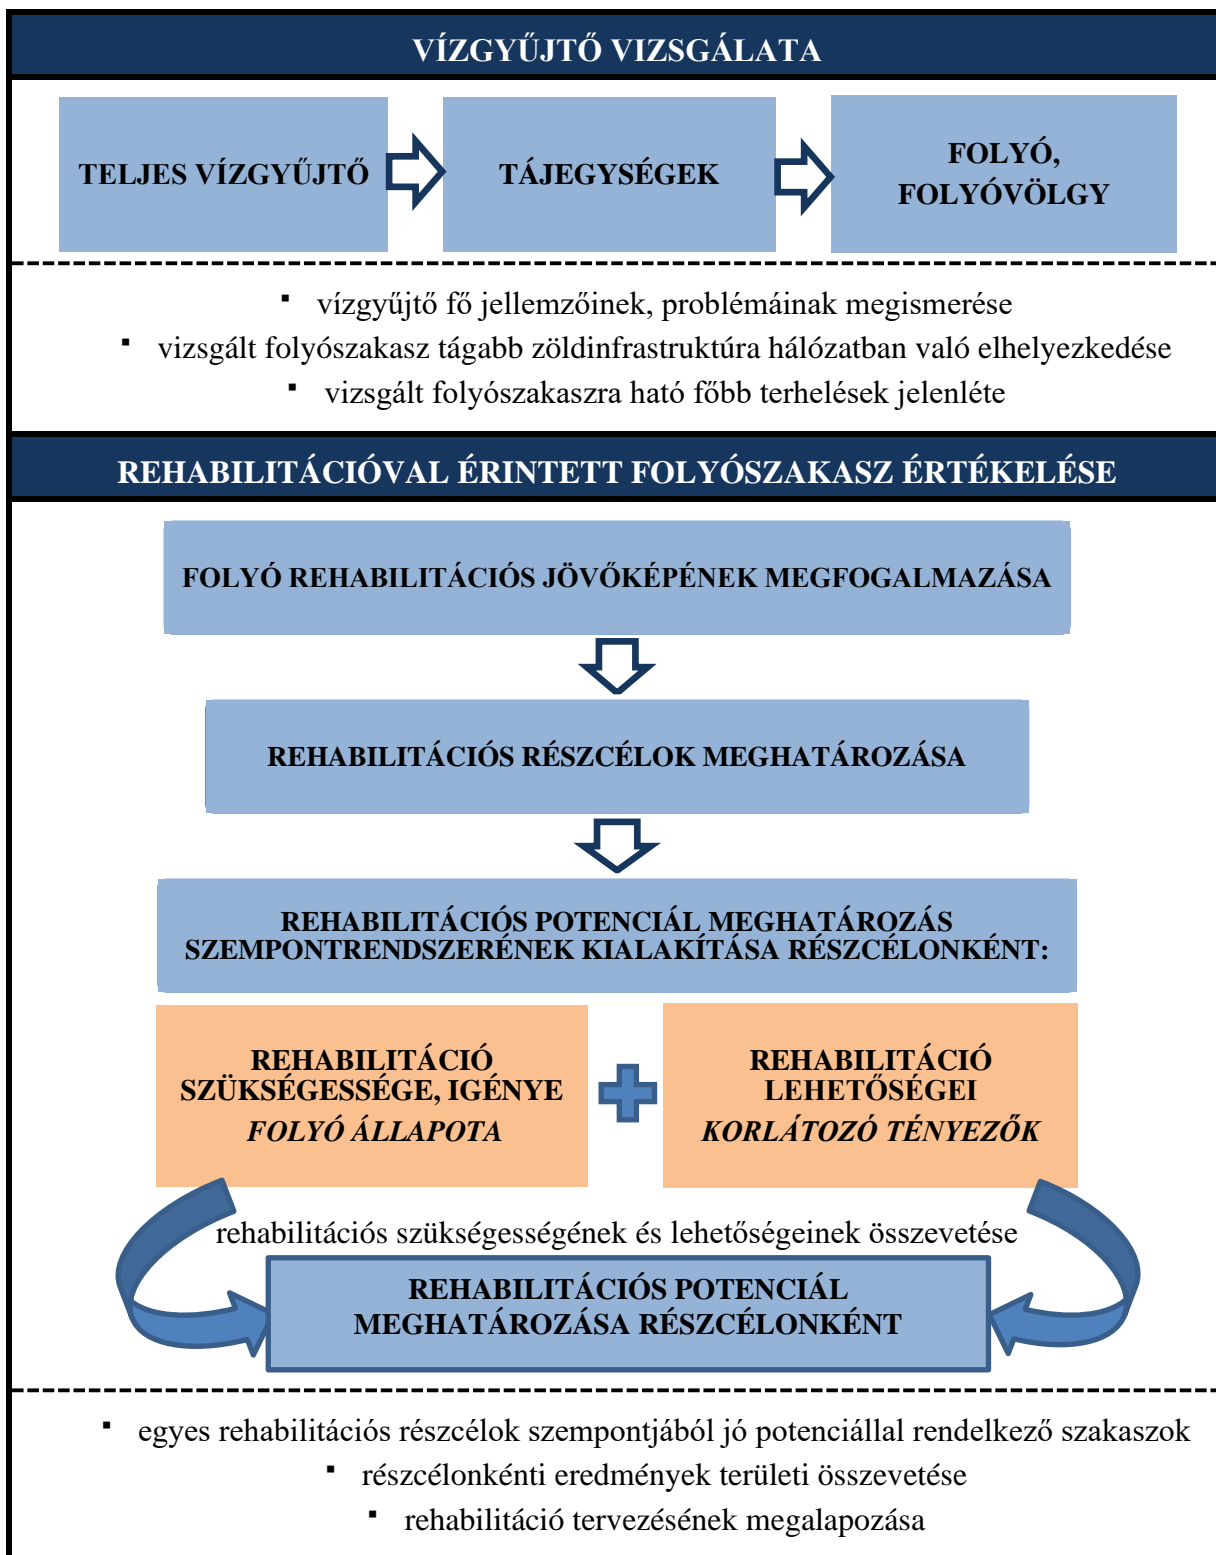 VÍZGYŰJTŐ VIZSGÁLATA
TELJES VÍZGYŰJTŐ
TÁJEGYSÉGEK
FOLYÓ,
FOLYÓVÖLGY
▪ vízgyűjtő fő jellemzőinek, problémáinak megismerése
▪ vizsgált folyószakasz tágabb zöldinfrastruktúra hálózatban való elhelyezkedése
▪ vizsgált folyószakaszra ható főbb terhelések jelenléte
REHABILITÁCIÓVAL ÉRINTETT FOLYÓSZAKASZ ÉRTÉKELÉSE
FOLYÓ REHABILITÁCIÓS JÖVŐKÉPÉNEK MEGFOGALMAZÁSA
REHABILITÁCIÓS RÉSZCÉLOK MEGHATÁROZÁSA
REHABILITÁCIÓS POTENCIÁL MEGHATÁROZÁS
SZEMPONTRENDSZERÉNEK KIALAKÍTÁSA RÉSZCÉLONKÉNT:
REHABILITÁCIÓ
SZÜKSÉGESSÉGE, IGÉNYE
FOLYÓ ÁLLAPOTA
REHABILITÁCIÓ
LEHETŐSÉGEI
KORLÁTOZÓ TÉNYEZŐK
rehabilitációs szükségességének és lehetőségeinek összevetése
REHABILITÁCIÓS POTENCIÁL
MEGHATÁROZÁSA RÉSZCÉLONKÉNT
▪ egyes rehabilitációs részcélok szempontjából jó potenciállal rendelkező szakaszok
▪ részcélonkénti eredmények területi összevetése
▪ rehabilitáció tervezésének megalapozása